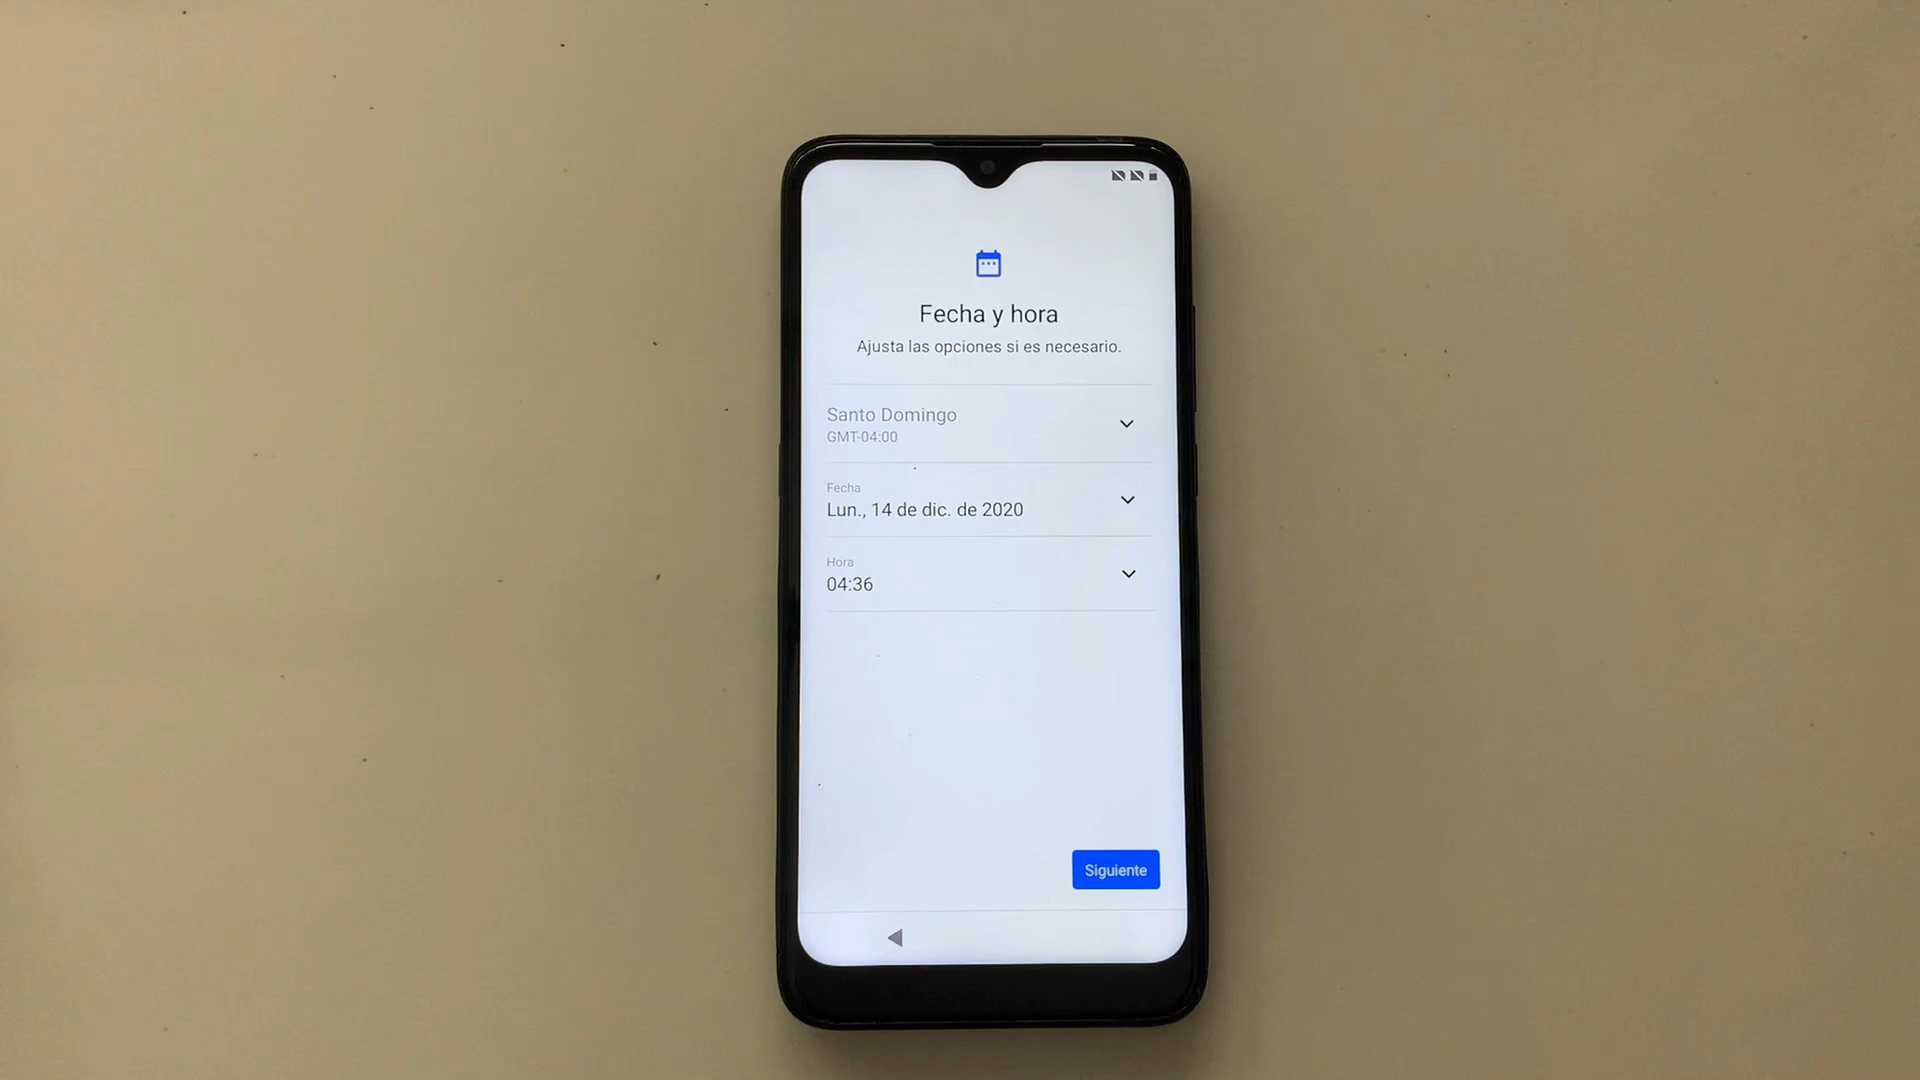 Fecha y hora
Ajusta las opciones si es necesario.
Santo Domingo
GMT-04:00
Fecha
Lun., 14 de dic. de 2020
Hora
04:36
Siguiente